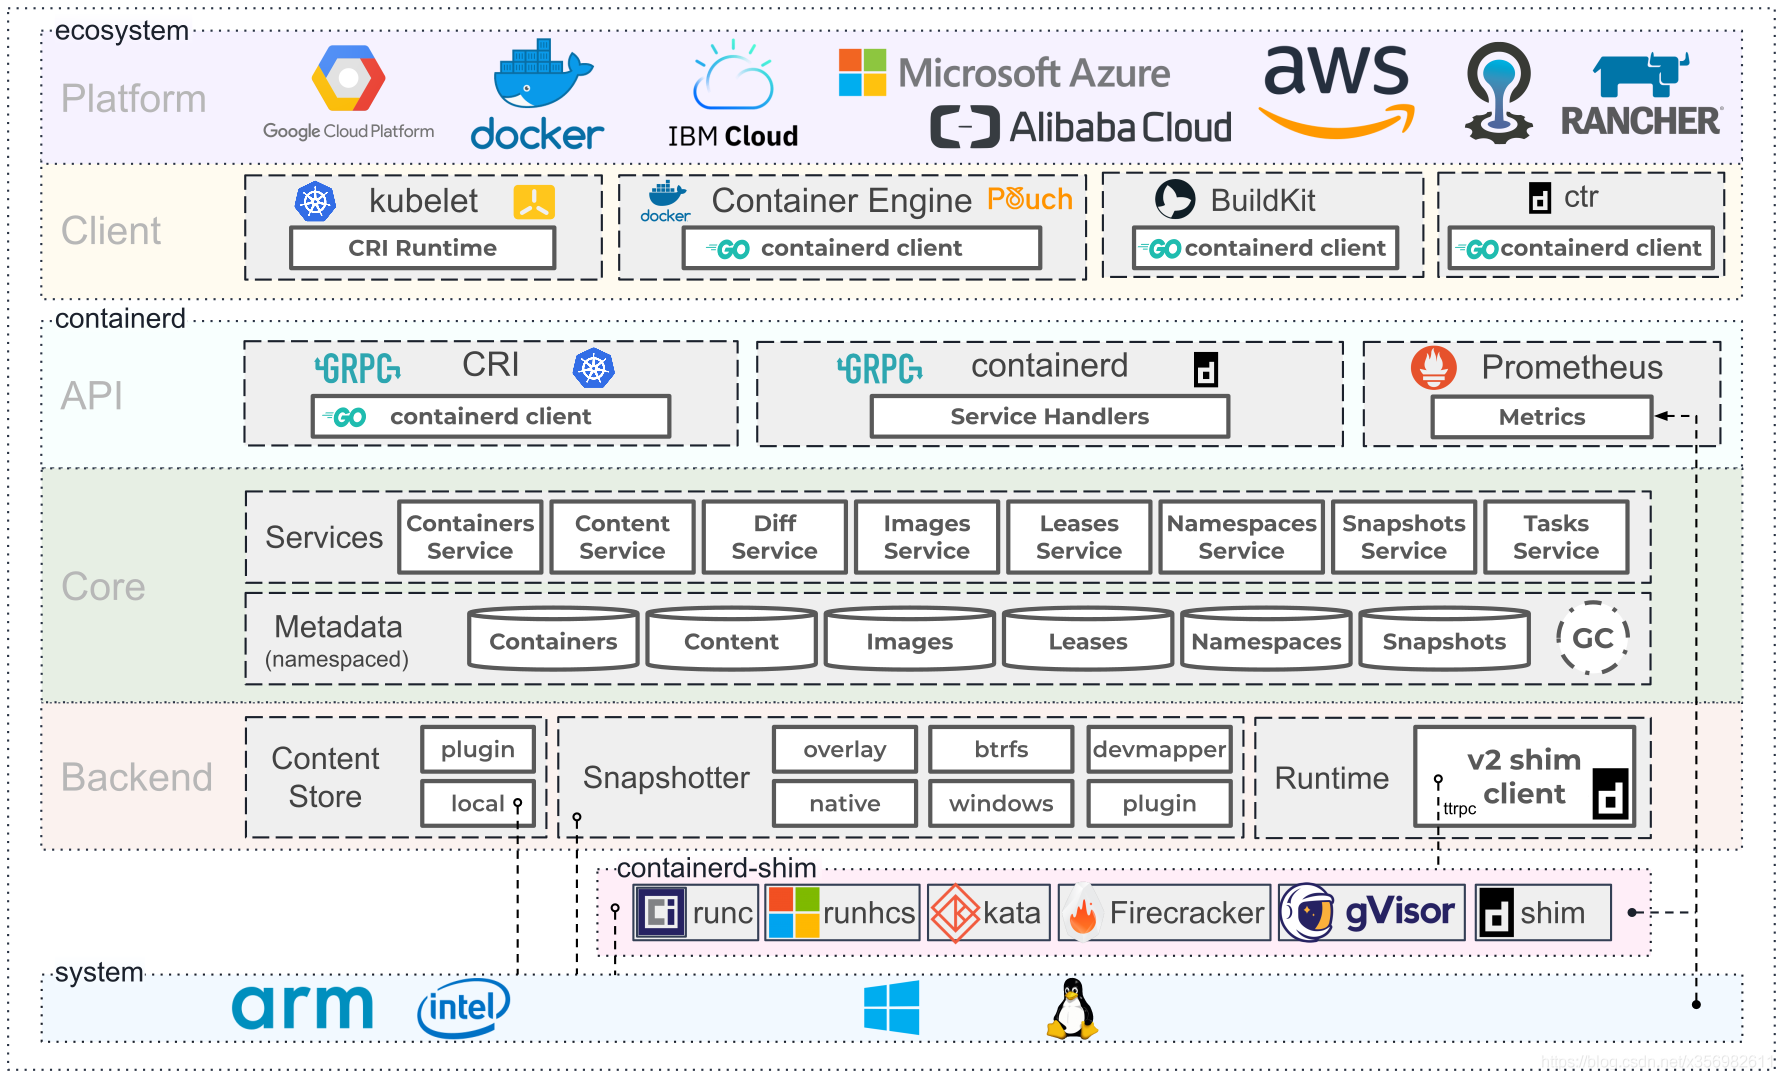 ecosystem
Platform
Google Cloud Platform
docker
IBM Cloud
Microsoft Azure
Alibaba Cloud
aws
RANCHER
Client
kubelet
CRI Runtime
docker
Container Engine
Pouch
GO containerd client
BuildKit
GO containerd client
ctr
GO containerd client
containerd
API
GRPC CRI
GO containerd client
GRPC containerd
Service Handlers
Prometheus
Metrics
Core
Services
Containers
Service
Content
Service
Diff
Service
Images
Service
Leases
Service
Namespaces
Service
Snapshots
Service
Tasks
Service
Metadata
(namespaced)
Containers
Content
Images
Leases
Namespaces
Snapshots
GC
Backend
Content
Store
plugin
local
Snapshotter
overlay
btrfs
devmapper
native
windows
plugin
Runtime
v2 shim
client
ttrpc
containerd-shim
runc
runhcs
kata
Firecracker
gVisor
shim
system
arm
intel
https://blog.csdn.net/x356982611